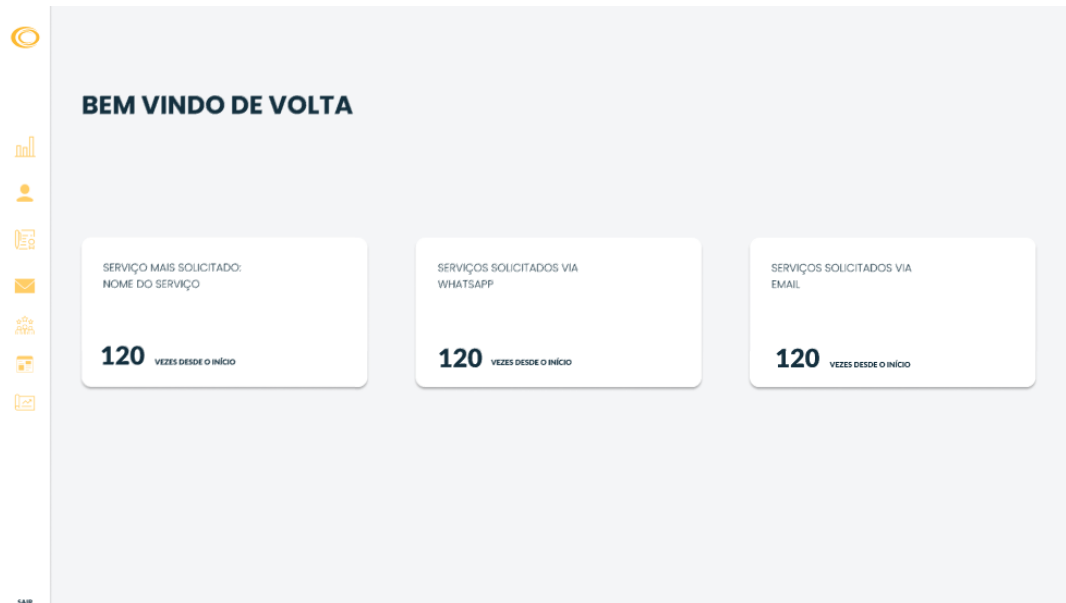 BEM VINDO DE VOLTA
SERVIÇO MAIS SOLICITADO:
NOME DO SERVIÇO
120 VEZES DESDE O INÍCIO
SERVIÇOS SOLICITADOS VIA
WHATSAPP
120 VEZES DESDE O INÍCIO
SERVIÇOS SOLICITADOS VIA
EMAIL
120 VEZES DESDE O INÍCIO
SAIR